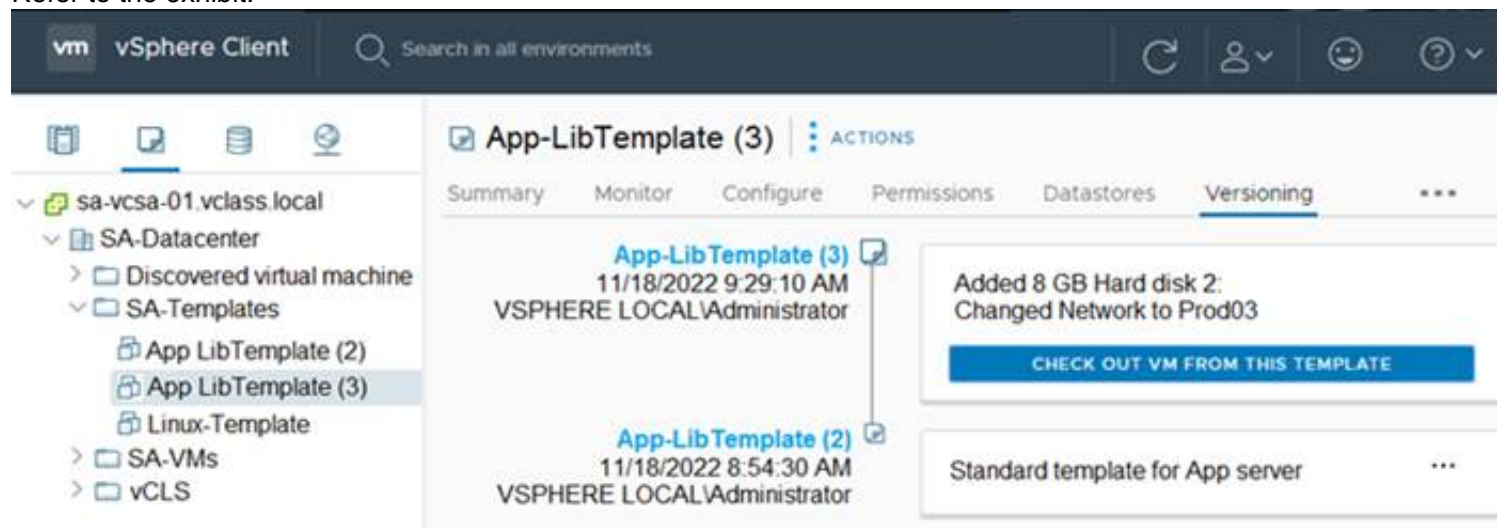 Refer to the exhibit.
vm vSphere Client Search in all environments
App-LibTemplate (3) ACTIONS
Summary Monitor Configure Permissions Datastores Versioning
sa-vcsa-01.vclass.local
SA-Datacenter
Discovered virtual machine
SA-Templates
App LibTemplate (2)
App LibTemplate (3)
Linux-Template
SA-VMs
vCLS
App-LibTemplate (3)
11/18/2022 9:29:10 AM
VSPHERE LOCAL\Administrator
Added 8 GB Hard disk 2:
Changed Network to Prod03
CHECK OUT VM FROM THIS TEMPLATE
App-LibTemplate (2)
11/18/2022 8:54:30 AM
VSPHERE LOCAL\Administrator
Standard template for App server